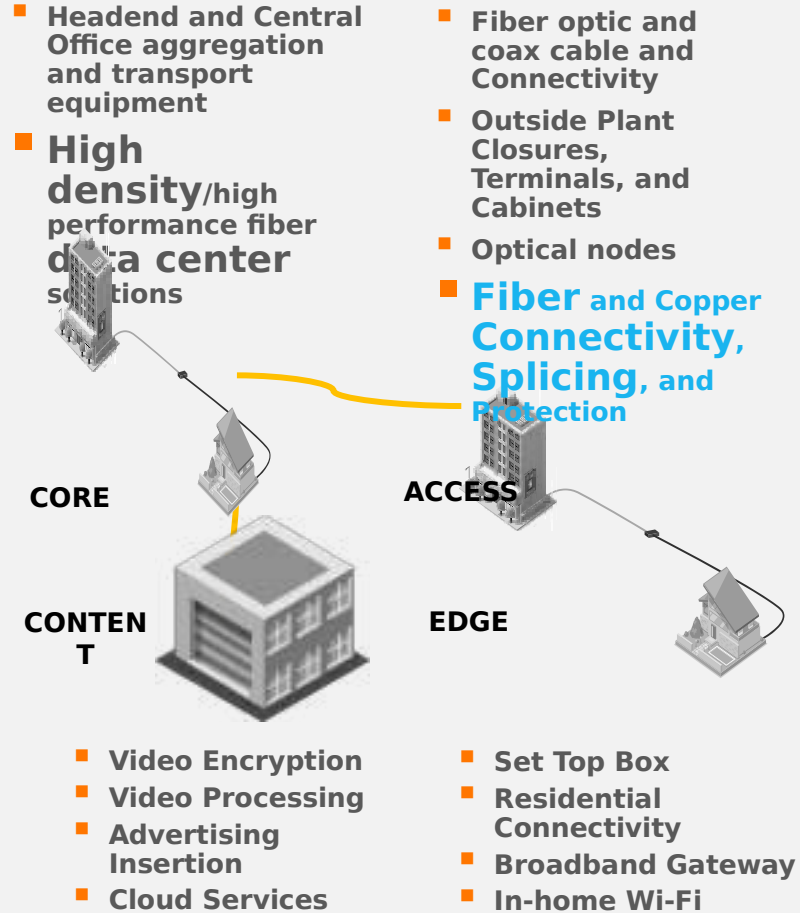 Headend and Central
Office aggregation
and transport
equipment
High
density/high
performance fiber
data center
solutions
Fiber optic and
coax cable and
Connectivity
Outside Plant
Closures,
Terminals, and
Cabinets
Optical nodes
Fiber and Copper
Connectivity,
Splicing, and
Protection
CORE
ACCESS
CONTEN
T
EDGE
Video Encryption
Video Processing
Advertising
Insertion
Cloud Services
Set Top Box
Residential
Connectivity
Broadband Gateway
In-home Wi-Fi